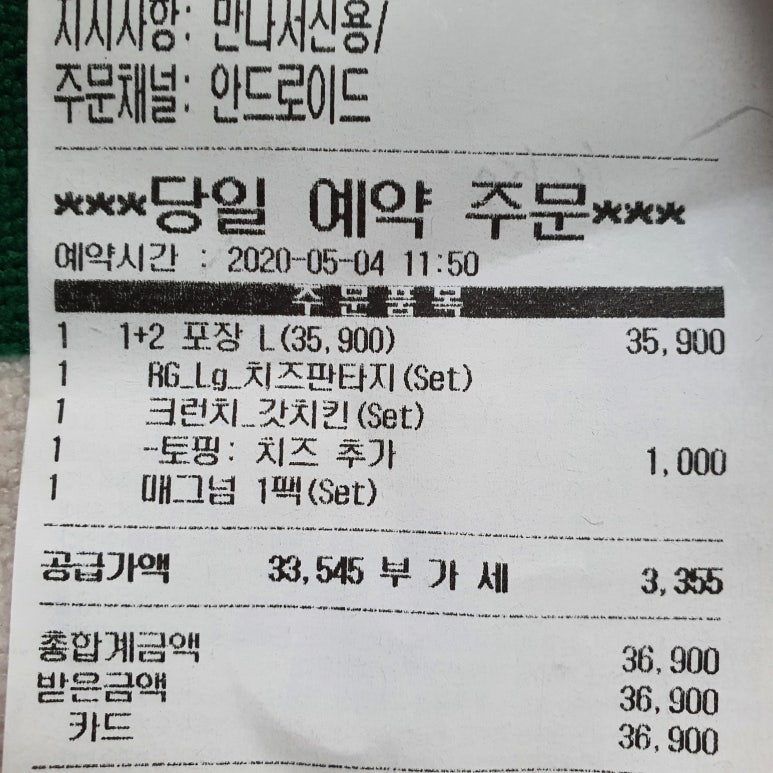 지시사항: 만나서신용/
주문채널: 안드로이드
***당일 예약 주문***
예약시간 : 2020-05-04 11:50
주 문 품 목
1 1+2 포장 L(35,900) 35,900
1 RG_Lg_치즈판타지(Set)
1 크런치_갓치킨(Set)
1 -토핑: 치즈 추가 1,000
1 매그넘 1팩(Set)
공급가액 33,545 부 가 세 3,355
총합계금액 36,900
받은금액 36,900
카드 36,900